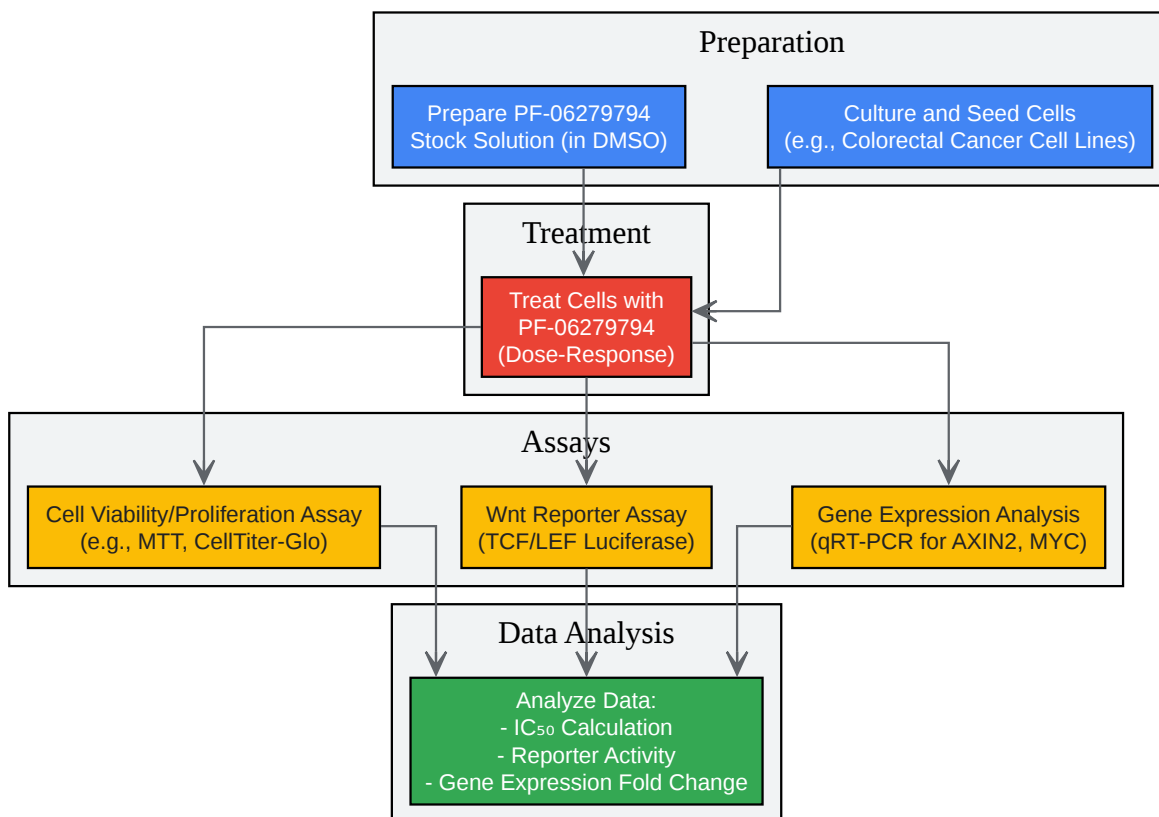 Preparation
Prepare PF-06279794
Stock Solution (in DMSO)
Culture and Seed Cells
(e.g., Colorectal Cancer Cell Lines)
Treatment
Treat Cells with
PF-06279794
(Dose-Response)
Assays
Cell Viability/Proliferation Assay
(e.g., MTT, CellTiter-Glo)
Wnt Reporter Assay
(TCF/LEF Luciferase)
Gene Expression Analysis
(qRT-PCR for AXIN2, MYC)
Data Analysis
Analyze Data:
- IC₅₀ Calculation
- Reporter Activity
- Gene Expression Fold Change